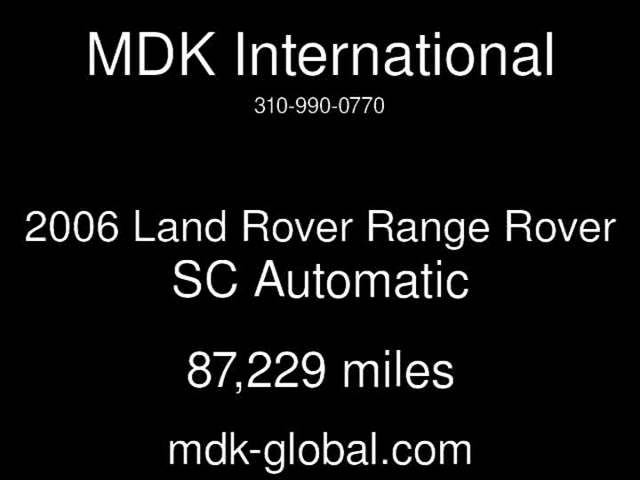 MDK International
310-990-0770
2006 Land Rover Range Rover
SC Automatic
87,229 miles
mdk-global.com